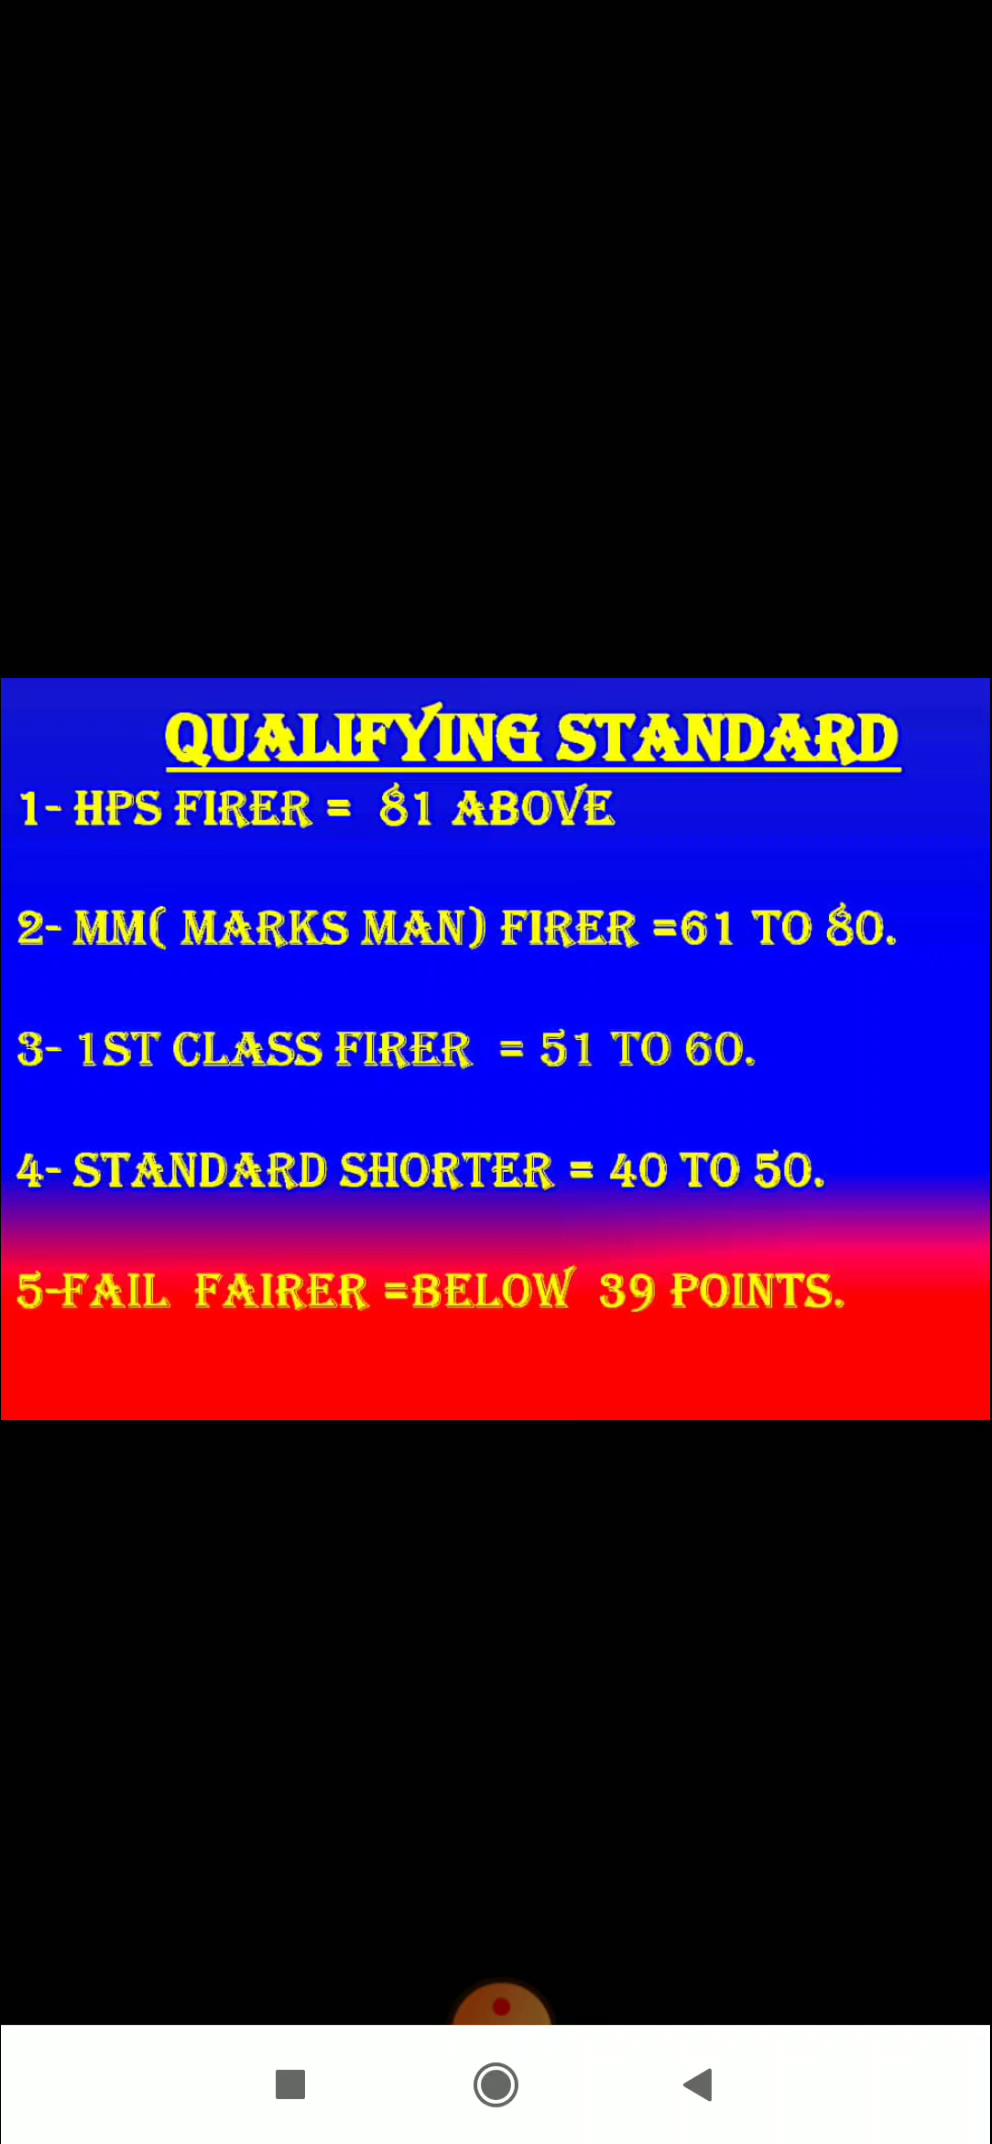 QUALIFYING STANDARD
1- HPS FIRER = 81 ABOVE
2- MM( MARKS MAN) FIRER =61 TO 80.
3- 1ST CLASS FIRER = 51 TO 60.
4- STANDARD SHORTER = 40 TO 50.
5-FAIL FAIRER =BELOW 39 POINTS.